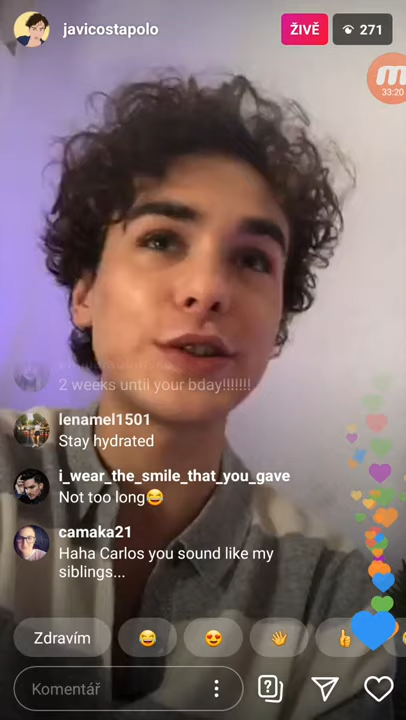 javicostapolo
ŽIVĚ
271
33:20
2 weeks until your bday!!!!!!!
lenamel1501
Stay hydrated
i_wear_the_smile_that_you_gave
Not too long😂
camaka21
Haha Carlos you sound like my
siblings...
Zdravím
Komentář